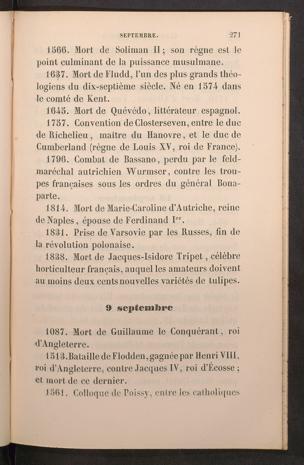 SEPTEMBRE. 271
1566. Mort de Soliman II; son règne est le
point culminant de la puissance musulmane.
1637. Mort de Fludd, l'un des plus grands théo-
logiens du dix-septième siècle. Né en 1574 dans
le comté de Kent.
1645. Mort de Quévédo, littérateur espagnol.
1757. Convention de Closterseven, entre le duc
de Richelieu, maître du Hanovre, et le duc de
Cumberland (règne de Louis XV, roi de France).
1796. Combat de Bassano, perdu par le feld-
maréchal autrichien Wurmser, contre les trou-
pes françaises sous les ordres du général Bona-
parte.
1814. Mort de Marie-Caroline d'Autriche, reine
de Naples, épouse de Ferdinand Ier.
1831. Prise de Varsovie par les Russes, fin de
la révolution polonaise.
1838. Mort de Jacques-Isidore Tripet, célèbre
horticulteur français, auquel les amateurs doivent
au moins deux cents nouvelles variétés de tulipes.
9 septembre
1087. Mort de Guillaume le Conquérant, roi
d'Angleterre.
1513. Bataille de Flodden, gagnée par Henri VIII,
roi d'Angleterre, contre Jacques IV, roi d'Écosse;
et mort de ce dernier.
1561. Colloque de Poissy, entre les catholiques